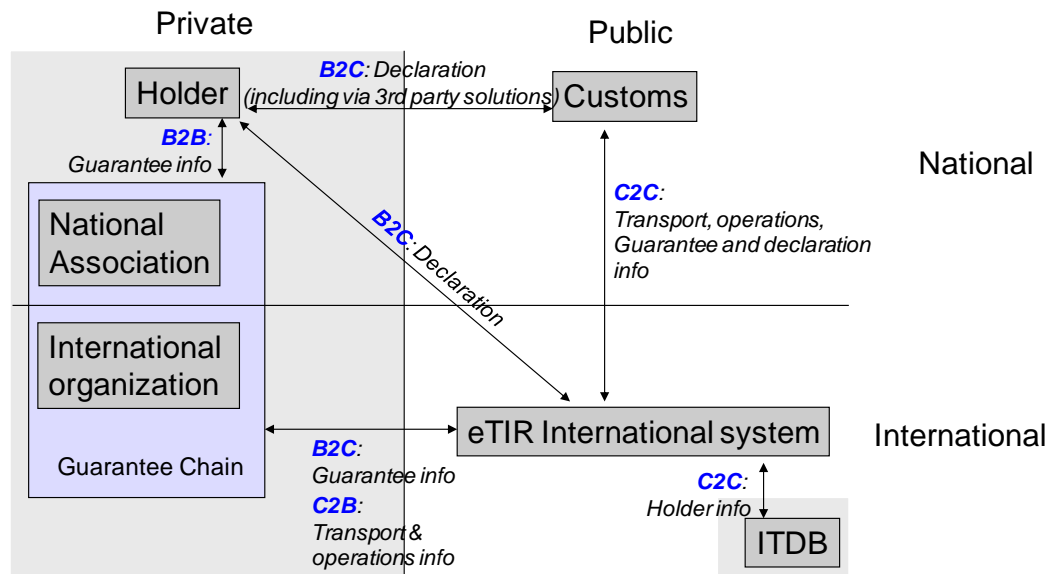 Private
Public
B2C: Declaration
(including via 3rd party solutions)
Holder
Customs
B2B:
Guarantee info
National
C2C:
Transport, operations,
Guarantee and declaration
info
National
Association
B2C: Declaration
International
organization
eTIR International system
International
Guarantee Chain
B2C:
Guarantee info
C2B:
Transport &
operations info
C2C:
Holder info
ITDB